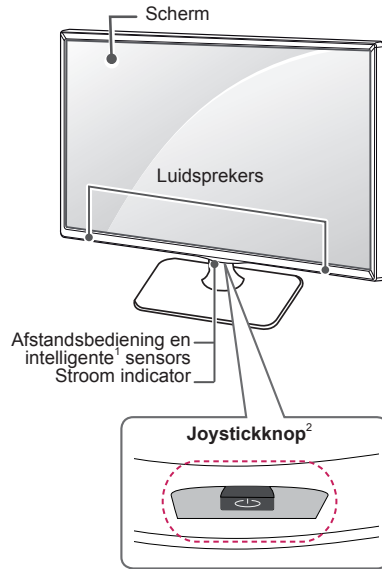 Scherm
Luidsprekers
Afstandsbediening en
intelligente¹ sensors
Stroom indicator
Joystickknop²